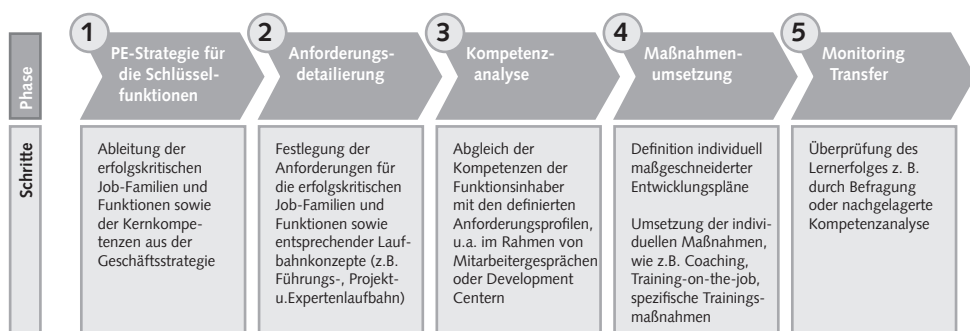 Phase
1
PE-Strategie für
die Schlüssel-
funktionen
2
Anforderungs-
detailierung
3
Kompetenz-
analyse
4
Maßnahmen-
umsetzung
5
Monitoring
Transfer
Schritte
Ableitung der
erfolgskritischen
Job-Familien und
Funktionen sowie
der Kernkompe-
tenzen aus der
Geschäftsstrategie
Festlegung der
Anforderungen für
die erfolgskritischen
Job-Familien und
Funktionen sowie
entsprechender Lauf-
bahnkonzepte (z.B.
Führungs-, Projekt-
u.Expertenlaufbahn)
Abgleich der
Kompetenzen der
Funktionsinhaber
mit den definierten
Anforderungsprofilen,
u.a. im Rahmen von
Mitarbeitergesprächen
oder Development
Centern
Definition individuell
maßgeschneiderter
Entwicklungspläne
Umsetzung der indivi-
duellen Maßnahmen,
wie z.B. Coaching,
Training-on-the-job,
spezifische Trainings-
maßnahmen
Überprüfung des
Lernerfolges z. B.
durch Befragung
oder nachgelagerte
Kompetenzanalyse